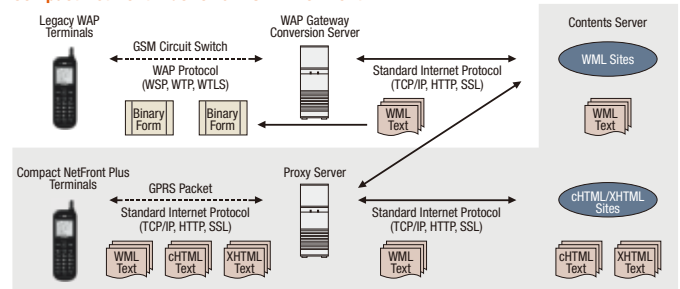 Legacy WAP
Terminals
GSM Circuit Switch
WAP Protocol
(WSP, WTP, WTLS)
Binary
Form
Binary
Form
WAP Gateway
Conversion Server
Standard Internet Protocol
(TCP/IP, HTTP, SSL)
WML
Text
Contents Server
WML Sites
WML
Text
Compact NetFront Plus
Terminals
GPRS Packet
Standard Internet Protocol
(TCP/IP, HTTP, SSL)
WML
Text
cHTML
Text
XHTML
Text
Proxy Server
Standard Internet Protocol
(TCP/IP, HTTP, SSL)
WML
Text
cHTML/XHTML
Sites
cHTML
Text
XHTML
Text